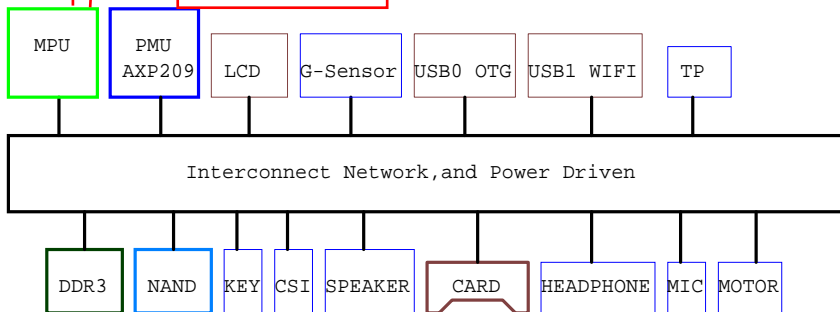 MPU
PMU
AXP209
LCD
G-Sensor
USB0 OTG
USB1 WIFI
TP
Interconnect Network,and Power Driven
DDR3
NAND
KEY
CSI
SPEAKER
CARD
HEADPHONE
MIC
MOTOR